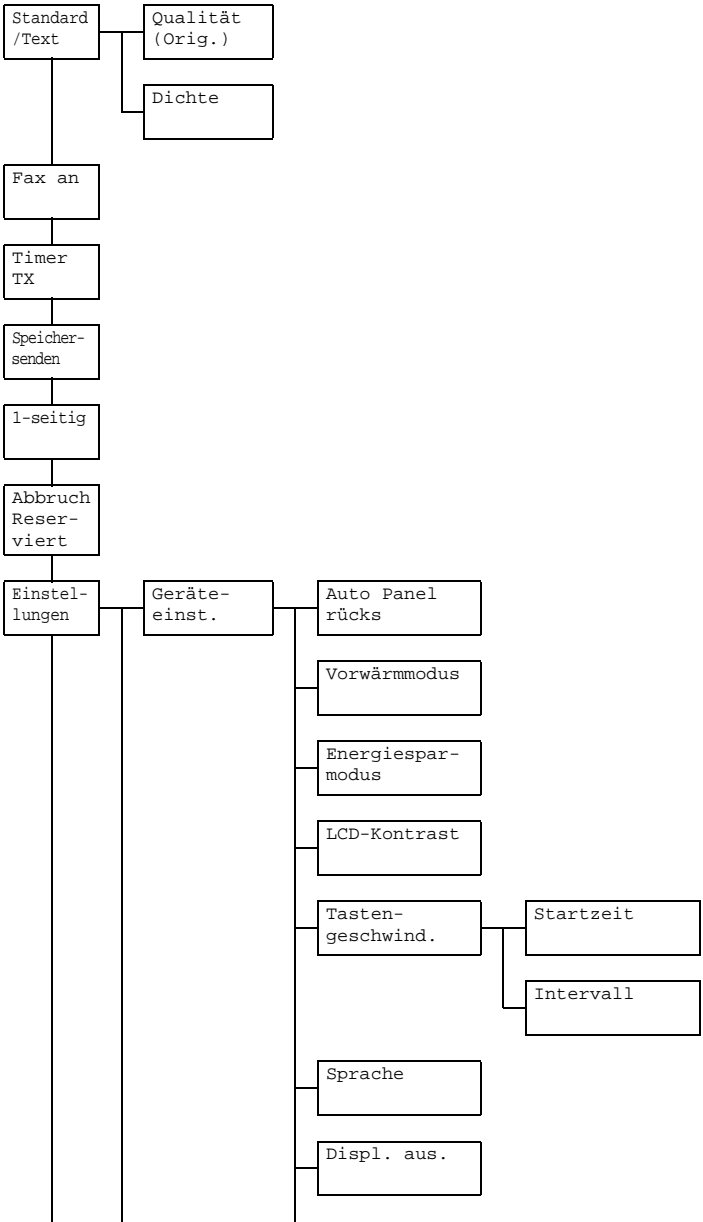 Standard
/Text
Qualität
(Orig.)
Dichte
Fax an
Timer
TX
Speicher-
senden
1-seitig
Abbruch
Reser-
viert
Einstel-
lungen
Geräte-
einst.
Auto Panel
rücks
Vorwärmmodus
Energiespar-
modus
LCD-Kontrast
Tasten-
geschwind.
Startzeit
Intervall
Sprache
Displ. aus.